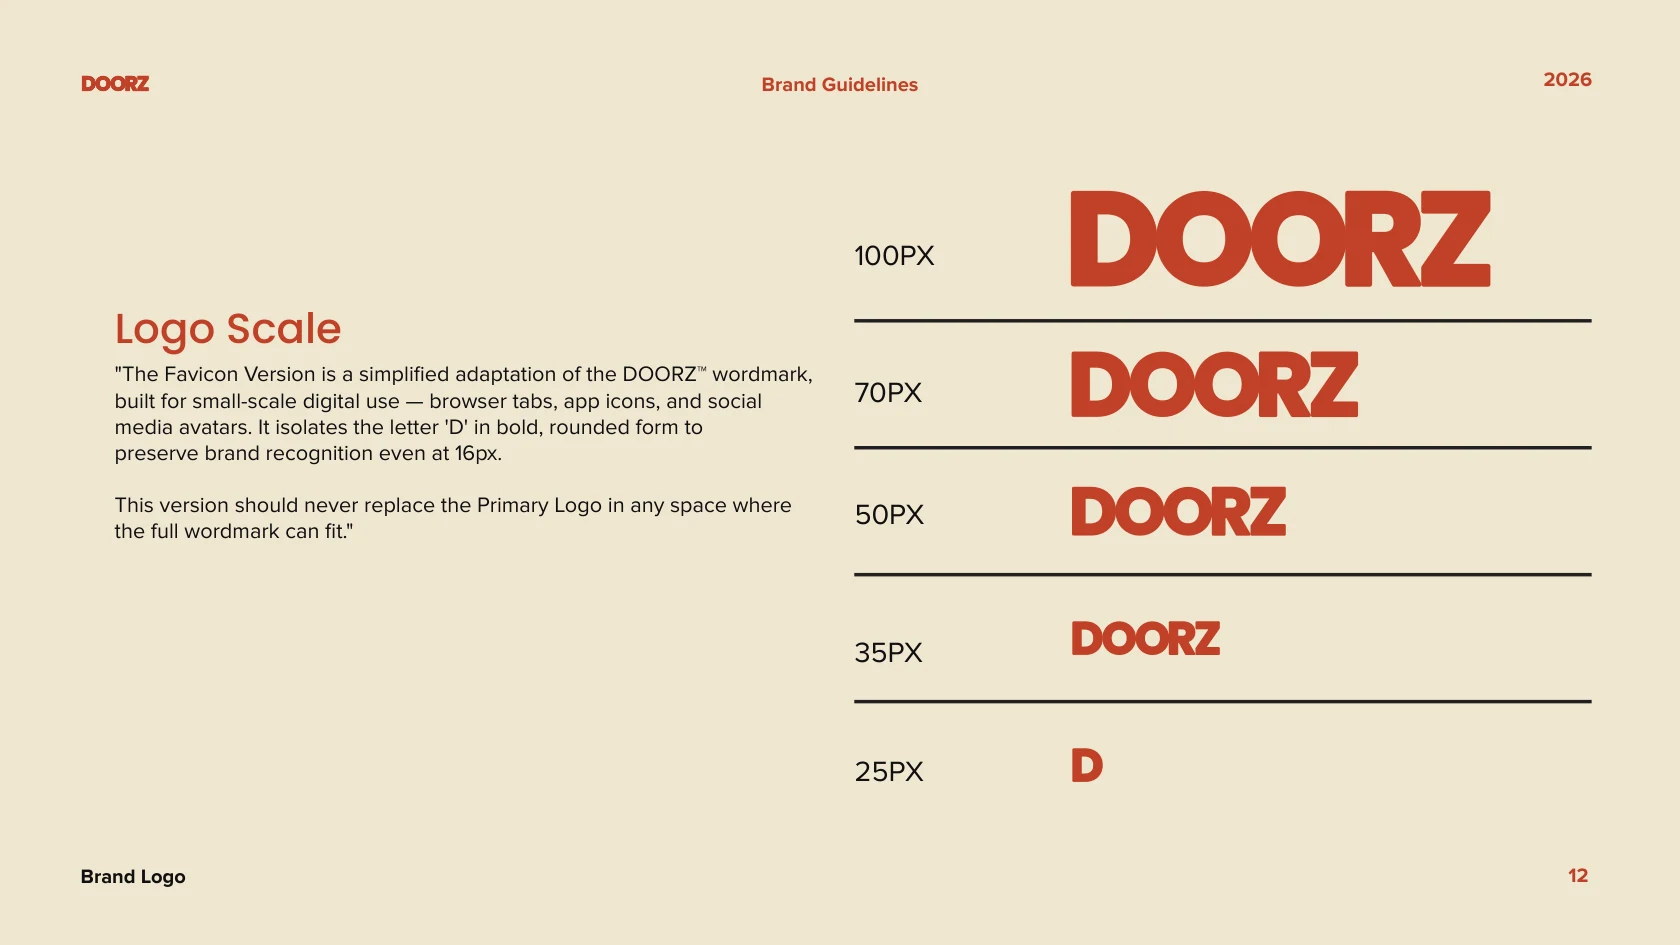 DOORZ
Brand Guidelines
2026
Logo Scale
"The Favicon Version is a simplified adaptation of the DOORZ™ wordmark,
built for small-scale digital use — browser tabs, app icons, and social
media avatars. It isolates the letter 'D' in bold, rounded form to
preserve brand recognition even at 16px.
This version should never replace the Primary Logo in any space where
the full wordmark can fit."
100PX
DOORZ
70PX
DOORZ
50PX
DOORZ
35PX
DOORZ
25PX
D
Brand Logo
12